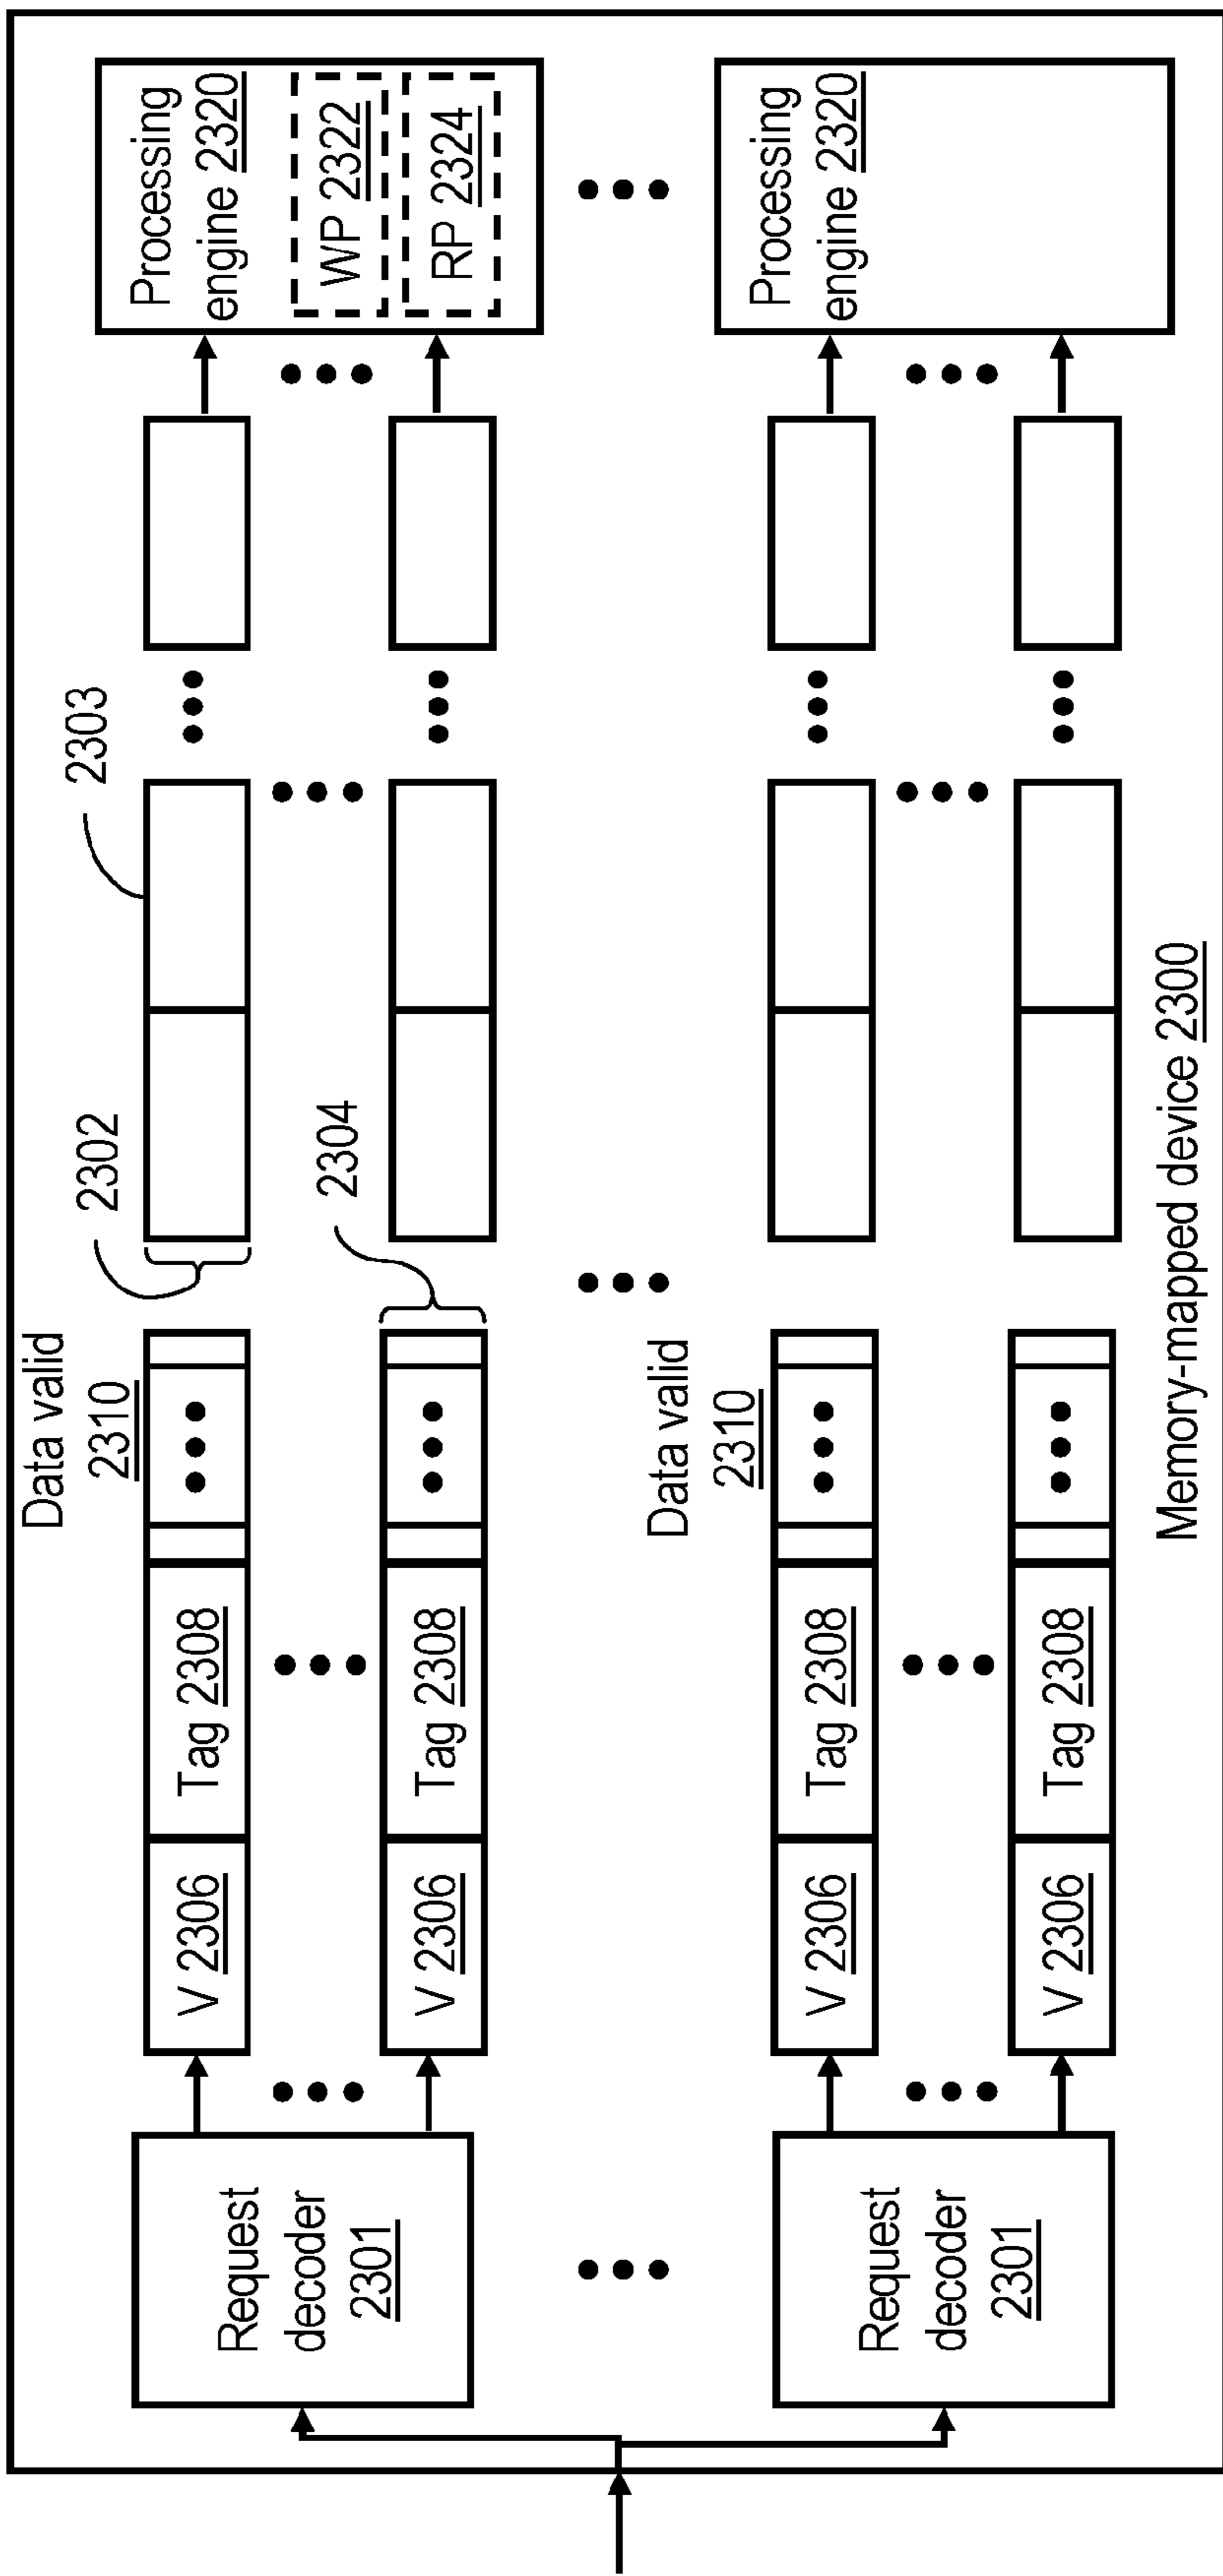 Data valid
2310
2302
2303
Processing
engine 2320
Request
decoder
2301
V 2306
Tag 2308
WP 2322
2304
RP 2324
V 2306
Tag 2308
Data valid
2310
Processing
engine 2320
Request
decoder
2301
V 2306
Tag 2308
V 2306
Tag 2308
Memory-mapped device 2300